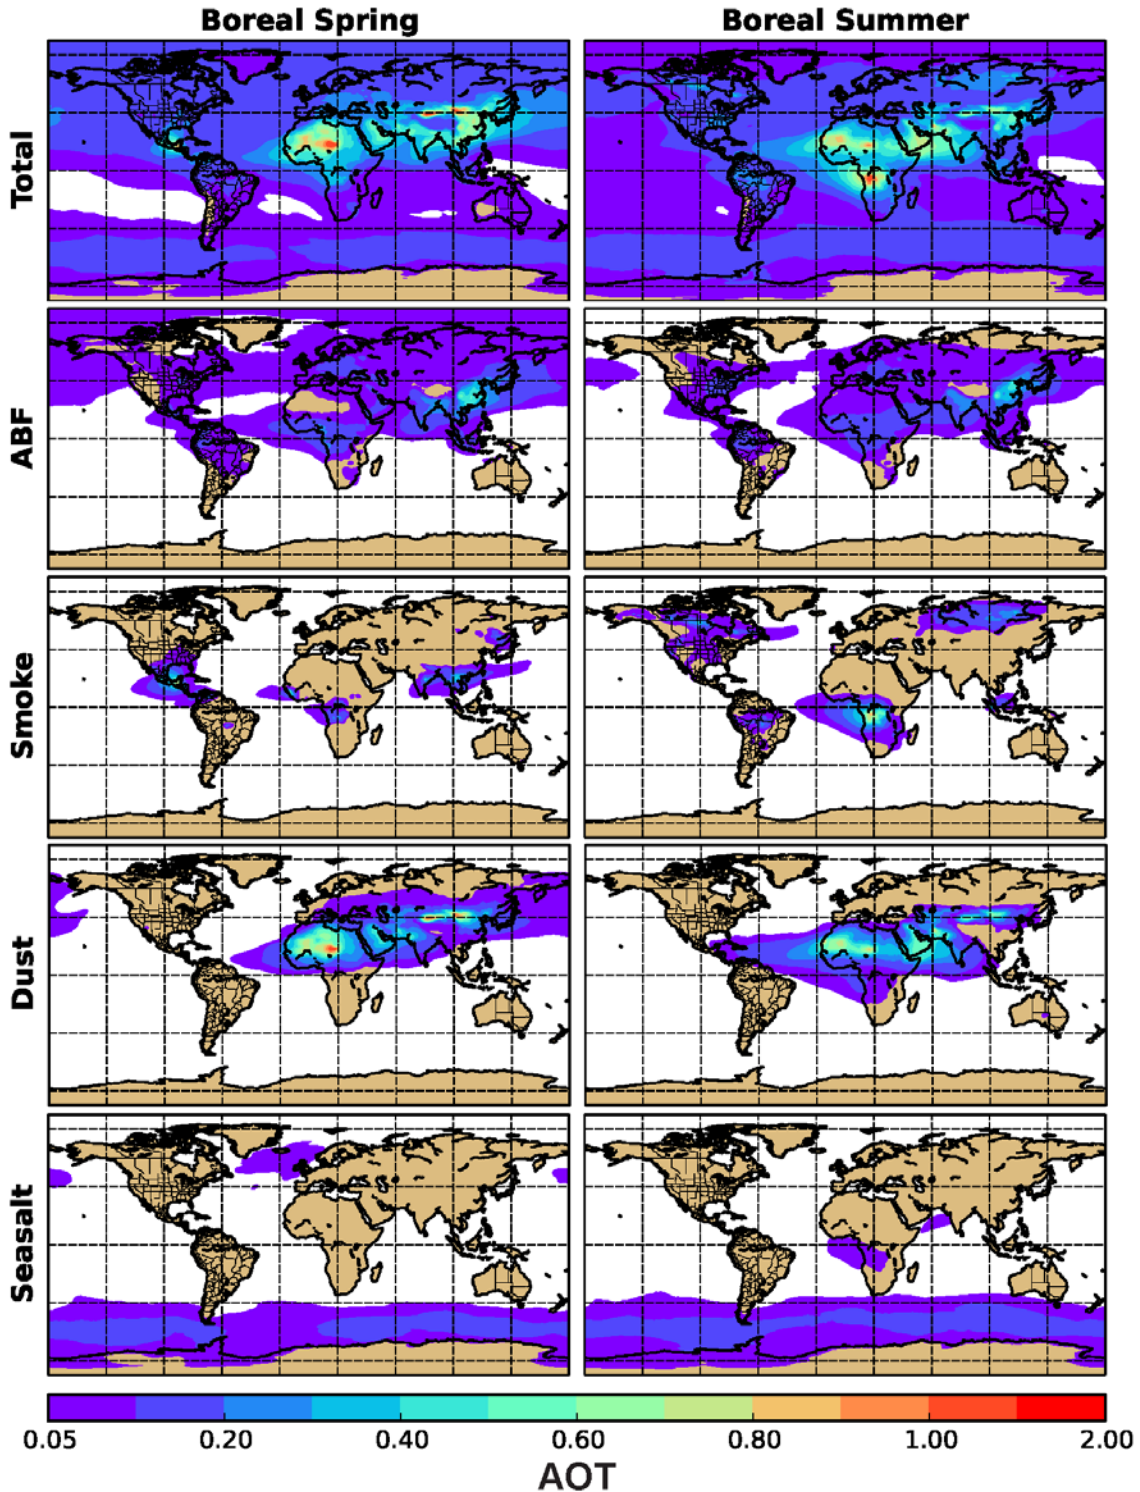 Boreal Spring Boreal Summer
Total
ABF
Smoke
Dust
Seasalt
0.05 0.20 0.40 0.60 0.80 1.00 2.00
AOT